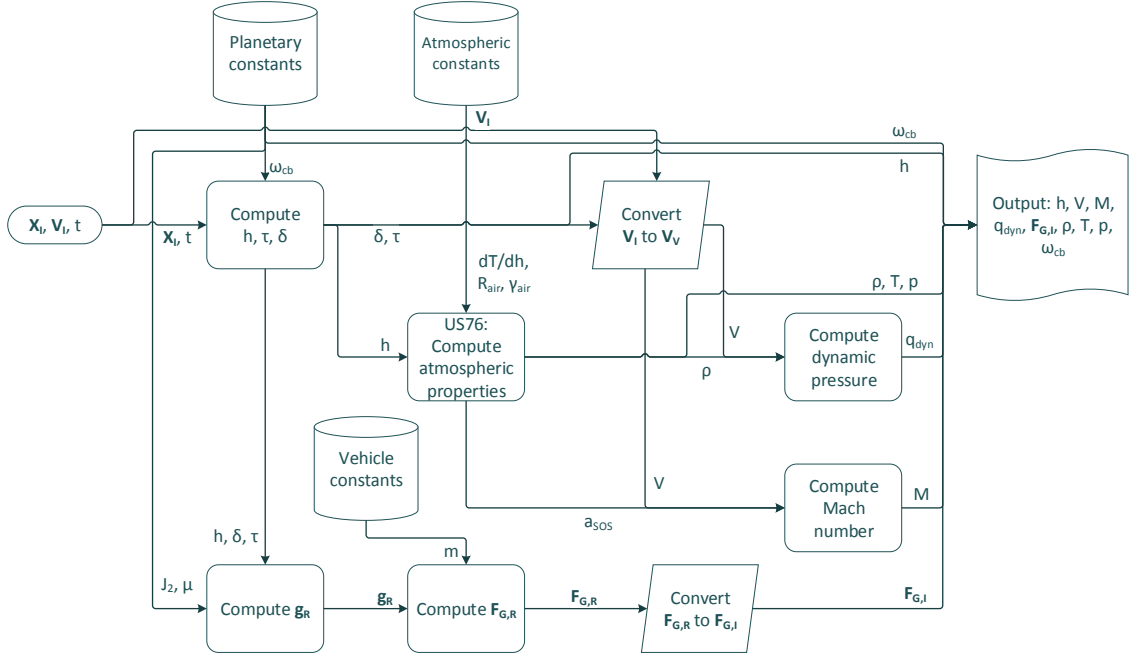 Planetary
constants
Atmospheric
constants
V_I
ω_cb
h
ω_cb
X_I, V_I, t
X_I, t
Compute
h, τ, δ
δ, τ
Convert
V_I to V_V
Output: h, V, M,
q_dyn, F_G,I, ρ, T, p,
ω_cb
dT/dh,
R_air, γ_air
ρ, T, p
h
US76:
Compute
atmospheric
properties
V
ρ
Compute
dynamic
pressure
q_dyn
Vehicle
constants
V
a_SOS
Compute
Mach
number
M
h, δ, τ
m
J_2, μ
Compute g_R
g_R
Compute F_G,R
F_G,R
Convert
F_G,R to F_G,I
F_G,I